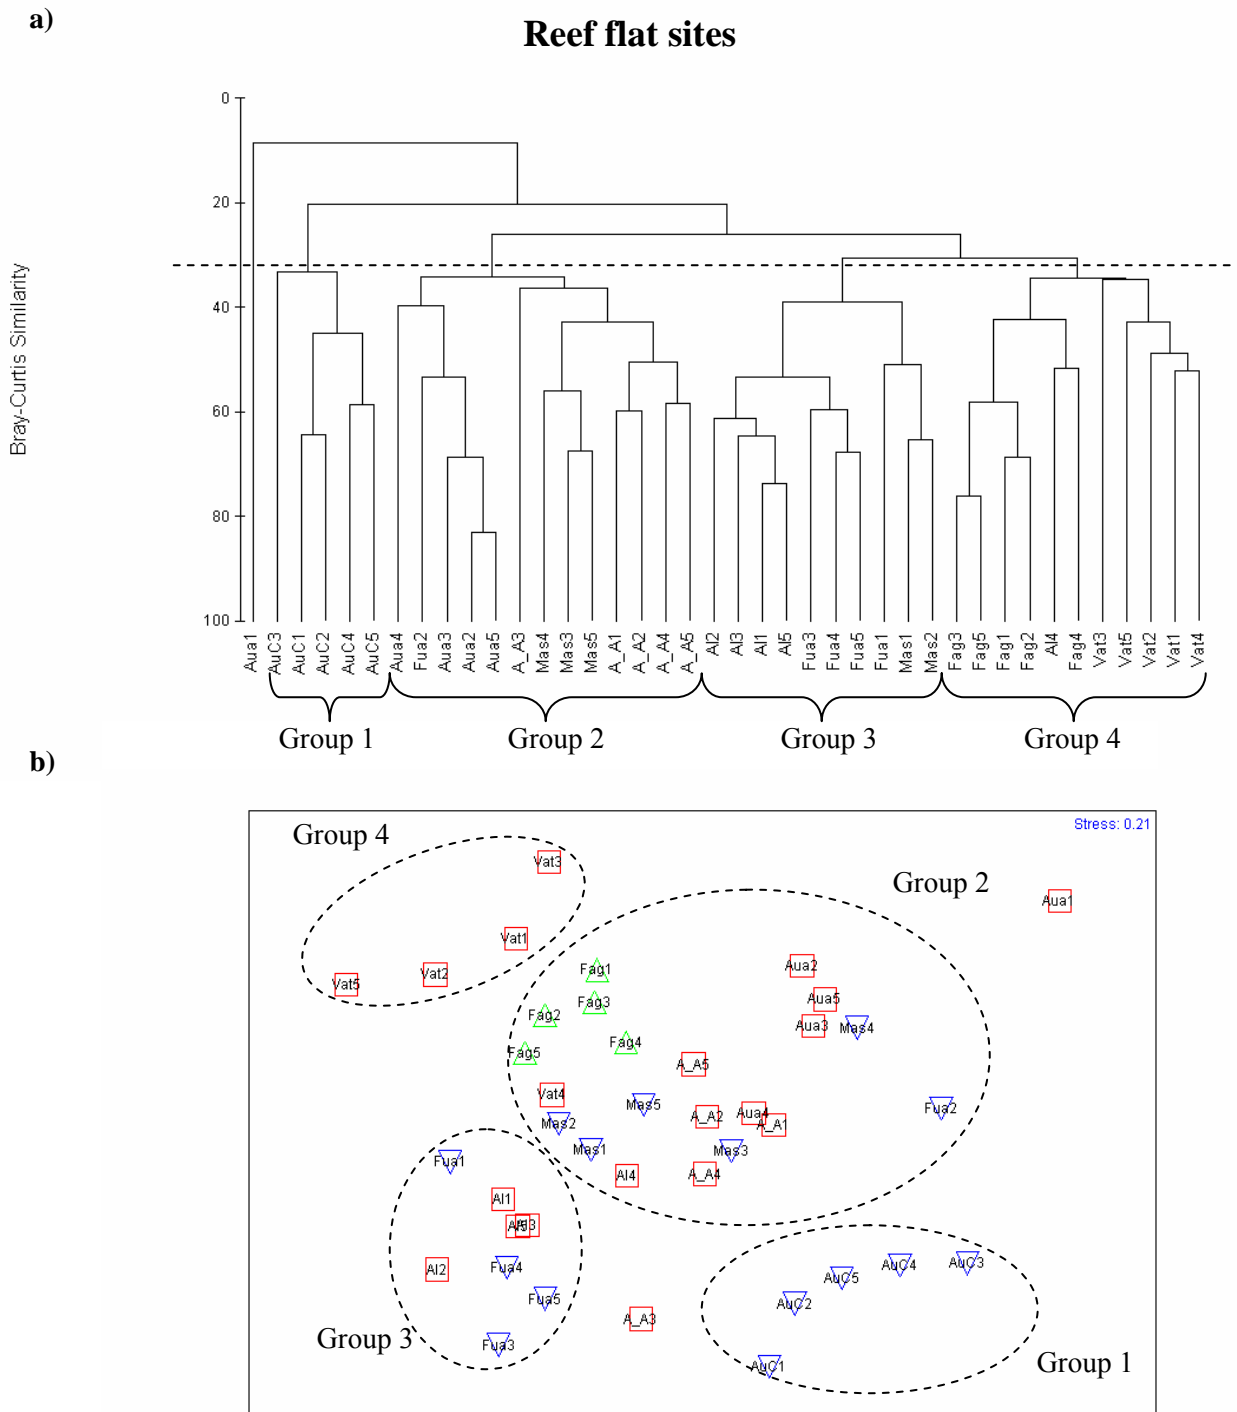 a)
Reef flat sites
Bray-Curtis Similarity
0
20
40
60
80
100
Aua1 AuC3 AuC1 AuC2 AuC4 AuC5 Aua4 Fua2 Aua3 Aua2 Aua5 A_A3 Mas4 Mas3 Mas5 A_A1 A_A2 A_A4 A_A5 Al2 Al3 Al1 Al5 Fua3 Fua4 Fua5 Fua1 Mas1 Mas2 Fag3 Fag5 Fag1 Fag2 Al4 Fag4 Vat3 Vat5 Vat2 Vat1 Vat4
Group 1 Group 2 Group 3 Group 4
b)
Stress: 0.21
Group 4
Vat3
Group 2
Aua1
Vat1
Aua2
Fag1
Vat2
Vat5
Aua5
Fag3
Fag2
Aua3
Mas4
Fag4
Fag5
A_A5
Vat4
Mas5
Fua2
Aua4
A_A2
Mas2
A_A1
Mas1
Mas3
Fua1
Al4
A_A4
Al1
Al5
Al3
AuC3
AuC4
Fua4
Al2
AuC5
Fua5
AuC2
A_A3
Group 3
Fua3
Group 1
AuC1